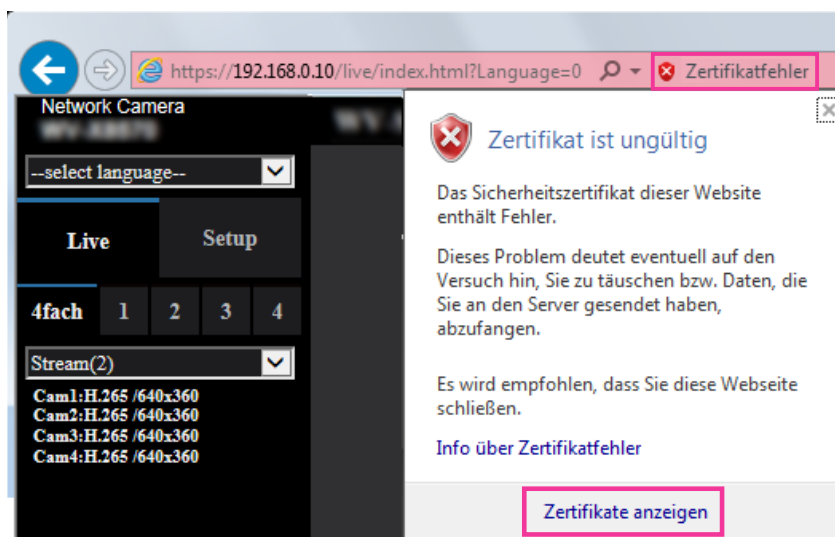 https://192.168.0.10/live/index.html?Language=0
Zertifikatfehler
Network Camera
--select language--
Live
Setup
4fach 1 2 3 4
Stream(2)
Cam1:H.265 /640x360
Cam2:H.265 /640x360
Cam3:H.265 /640x360
Cam4:H.265 /640x360
Zertifikat ist ungültig
Das Sicherheitszertifikat dieser Website
enthält Fehler.
Dieses Problem deutet eventuell auf den
Versuch hin, Sie zu täuschen bzw. Daten, die
Sie an den Server gesendet haben,
abzufangen.
Es wird empfohlen, dass Sie diese Webseite
schließen.
Info über Zertifikatfehler
Zertifikate anzeigen